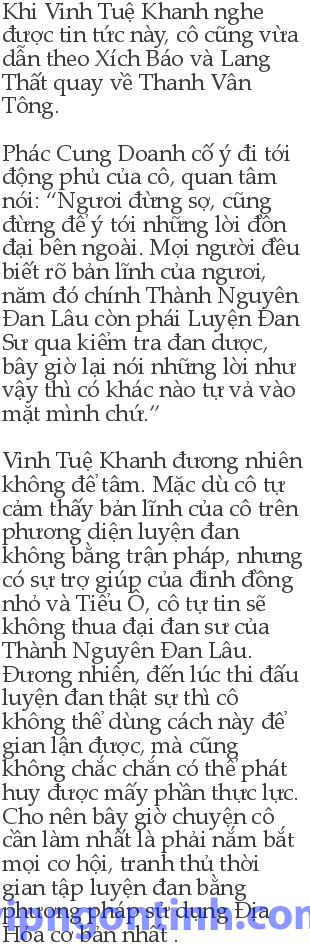 Khi Vinh Tuệ Khanh nghe
được tin tức này, cô cũng vừa
dẫn theo Xích Báo và Lang
Thất quay về Thanh Vân
Tông.
Phác Cung Doanh cố ý đi tới
động phủ của cô, quan tâm
nói: “Ngươi đừng sợ, cũng
đừng để ý tới những lời đồn
đại bên ngoài. Mọi người đều
biết rõ bản lĩnh của ngươi,
năm đó chính Thành Nguyên
Đan Lâu còn phái Luyện Đan
Sư qua kiểm tra đan dược,
bây giờ lại nói những lời như
vậy thì có khác nào tự vả vào
mặt mình chứ.”
Vinh Tuệ Khanh đương nhiên
không để tâm. Mặc dù cô tự
cảm thấy bản lĩnh của cô trên
phương diện luyện đan
không bằng trận pháp, nhưng
có sự trợ giúp của đỉnh đồng
nhỏ và Tiểu Ô, cô tự tin sẽ
không thua đại đan sư của
Thành Nguyên Đan Lâu.
Đương nhiên, đến lúc thi đấu
luyện đan thật sự thì cô
không thể dùng cách này để
gian lận được, mà cũng
không chắc chắn có thể phát
huy được mấy phần thực lực.
Cho nên bây giờ chuyện cô
cần làm nhất là phải nắm bắt
mọi cơ hội, tranh thủ thời
gian tập luyện đan bằng
phương pháp sử dụng Địa
Hỏa cơ bản nhất .
vipngontinh.com